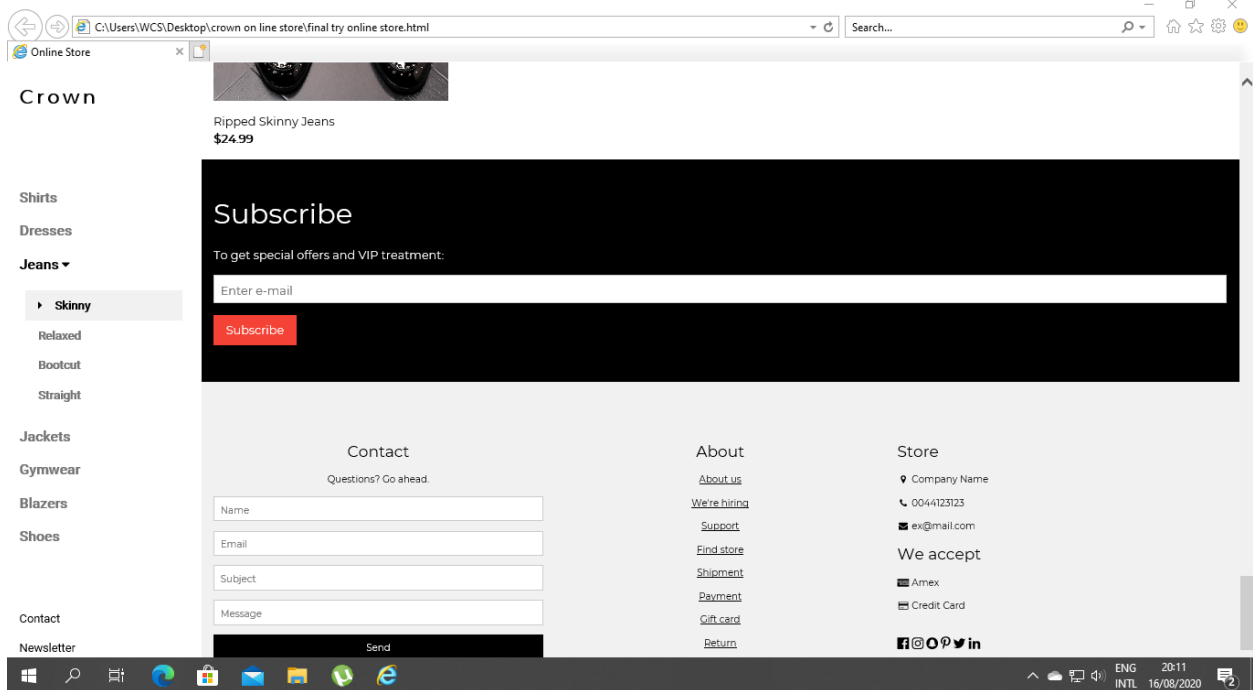 C:\Users\WCS\Desktop\crown on line store\final try online store.html
Search...
Online Store
Crown
Shirts
Dresses
Jeans
Skinny
Relaxed
Bootcut
Straight
Jackets
Gymwear
Blazers
Shoes
Contact
Newsletter
Ripped Skinny Jeans
$24.99
Subscribe
To get special offers and VIP treatment:
Enter e-mail
Subscribe
Contact
Questions? Go ahead.
Name
Email
Subject
Message
Send
About
About us
We're hiring
Support
Find store
Shipment
Payment
Gift card
Return
Store
Company Name
0044123123
ex@mail.com
We accept
Amex
Credit Card
ENG
INTL
20:11
16/08/2020
2